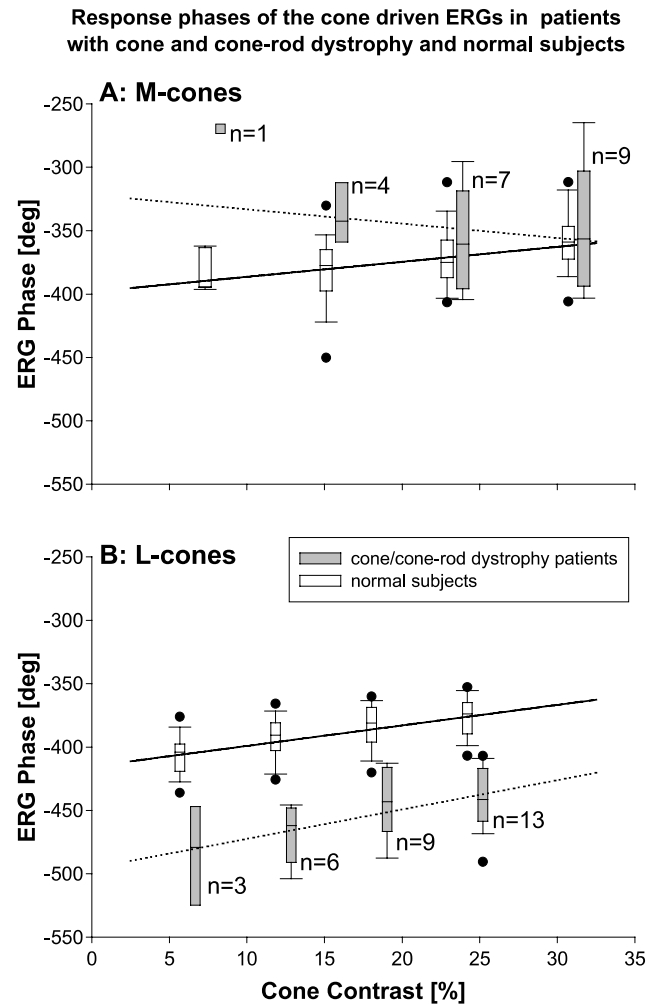 Response phases of the cone driven ERGs in patients
with cone and cone-rod dystrophy and normal subjects
A: M-cones
-250
-300
-350
-400
-450
-500
-550
ERG Phase [deg]
n=1
n=4
n=7
n=9
B: L-cones
cone/cone-rod dystrophy patients
normal subjects
-250
-300
-350
-400
-450
-500
-550
ERG Phase [deg]
n=3
n=6
n=9
n=13
0 5 10 15 20 25 30 35
Cone Contrast [%]